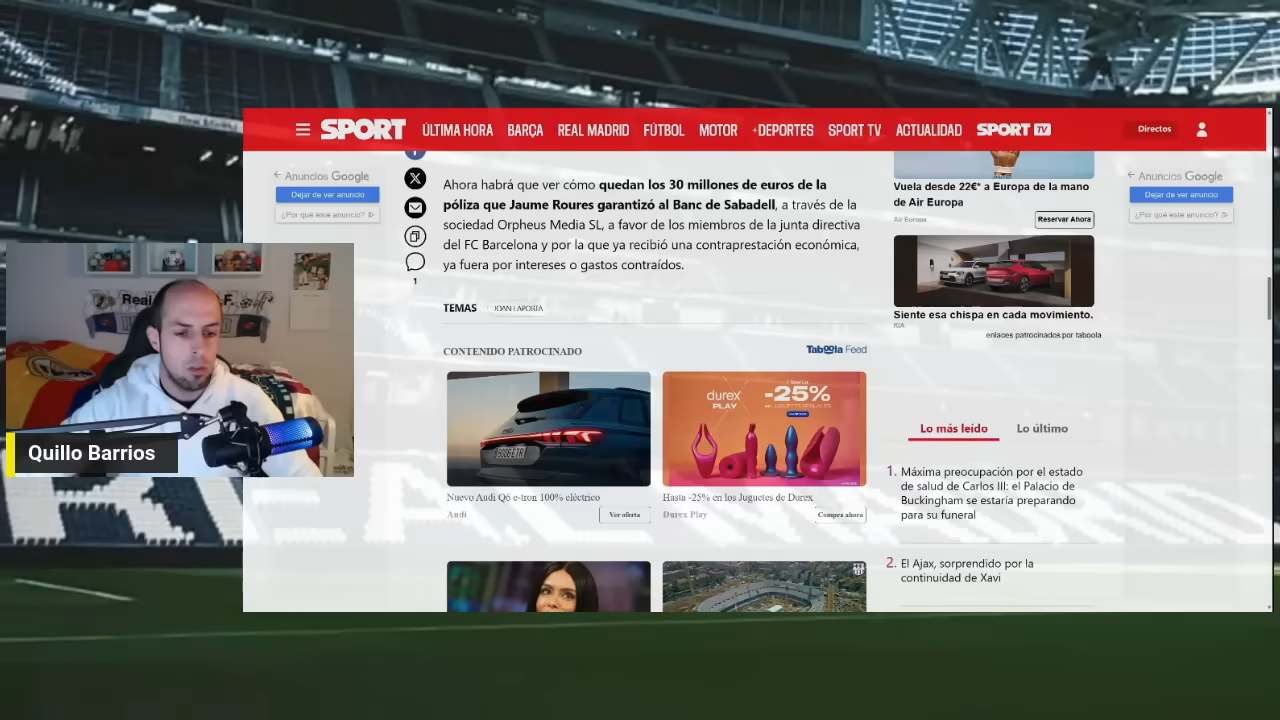 SPORT ÚLTIMA HORA BARÇA REAL MADRID FÚTBOL MOTOR +DEPORTES SPORT TV ACTUALIDAD SPORT TV Directos
Anuncios Google
Dejar de ver anuncio
¿Por qué este anuncio?
Ahora habrá que ver cómo quedan los 30 millones de euros de la
póliza que Jaume Roures garantizó al Banc de Sabadell, a través de la
sociedad Orpheus Media SL, a favor de los miembros de la junta directiva
del FC Barcelona y por la que ya recibió una contraprestación económica,
ya fuera por intereses o gastos contraídos.
1
TEMAS JOAN LAPORTA
CONTENIDO PATROCINADO
Taboola Feed
durex
PLAY
-25%
Nuevo Audi Q6 e-tron 100% eléctrico
Audi
Ver oferta
Hasta -25% en los Juguetes de Durex
Durex Play
Compra ahora
Vuela desde 22€* a Europa de la mano
de Air Europa
Air Europa
Reservar Ahora
Siente esa chispa en cada movimiento.
KIA
enlaces patrocinados por taboola
Lo más leído Lo último
1. Máxima preocupación por el estado
de salud de Carlos III: el Palacio de
Buckingham se estaría preparando
para su funeral
2. El Ajax, sorprendido por la
continuidad de Xavi
Anuncios Google
Dejar de ver anuncio
¿Por qué este anuncio?
Real
C.F.
Quillo Barrios